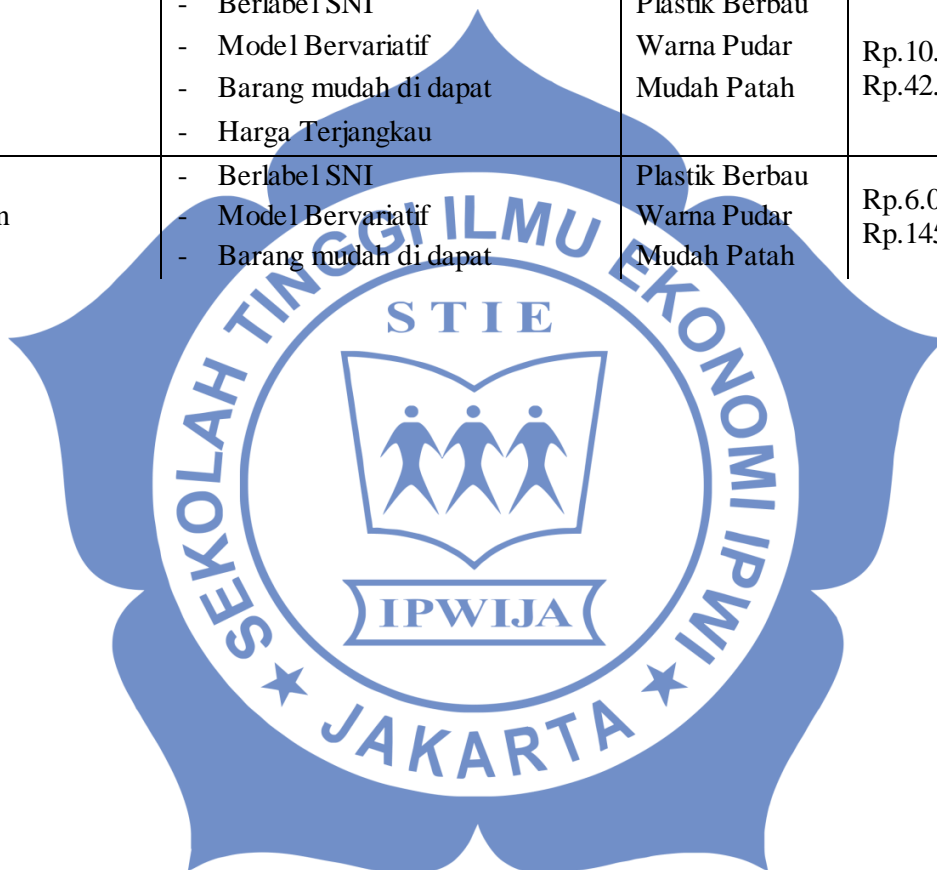 - Berlabel SNI Plastik Berbau
- Model Bervariatif Warna Pudar
- Barang mudah di dapat Mudah Patah
- Harga Terjangkau
Rp.10.
Rp.42.
- Berlabel SNI Plastik Berbau
- Model Bervariatif Warna Pudar
- Barang mudah di dapat Mudah Patah
Rp.6.0
Rp.145
SEKOLAH TINGGI ILMU EKONOMI IPWI
STIE
IPWIJA
★ JAKARTA ★